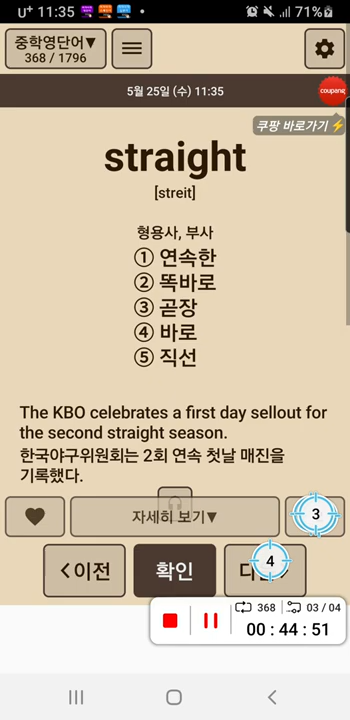 U⁺ 11:35 71%
중학영단어▼
368 / 1796
5월 25일 (수) 11:35
coupang
쿠팡 바로가기⚡
straight
[streit]
형용사, 부사
① 연속한
② 똑바로
③ 곧장
④ 바로
⑤ 직선
The KBO celebrates a first day sellout for
the second straight season.
한국야구위원회는 2회 연속 첫날 매진을
기록했다.
자세히 보기▼ 3
<이전 확인 4
368 03 / 04
00 : 44 : 51